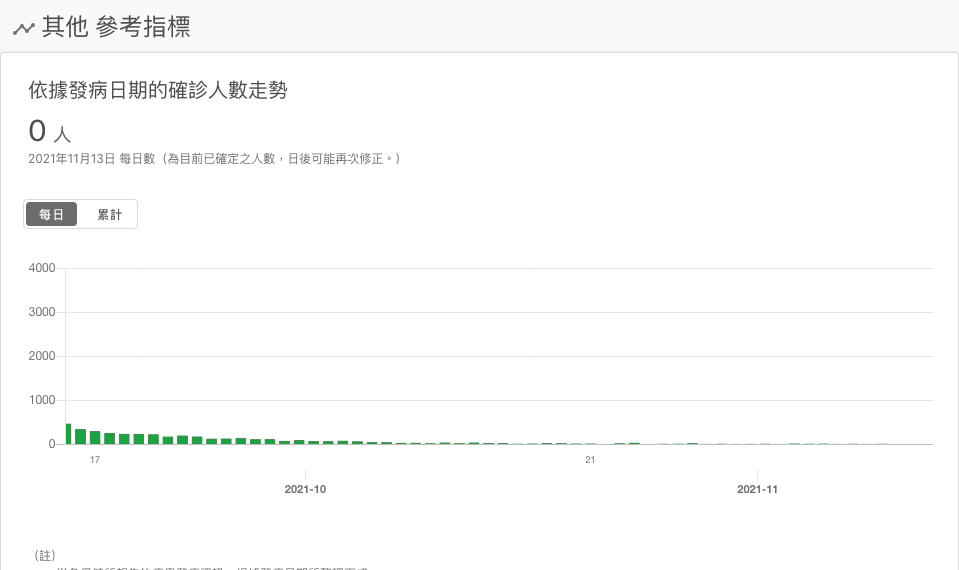 其他 參考指標
依據發病日期的確診人數走勢
0 人
2021年11月13日 每日數（為目前已確定之人數，日後可能再次修正。）
每日 累計
4000
3000
2000
1000
0
17 21
2021-10 2021-11
（註）